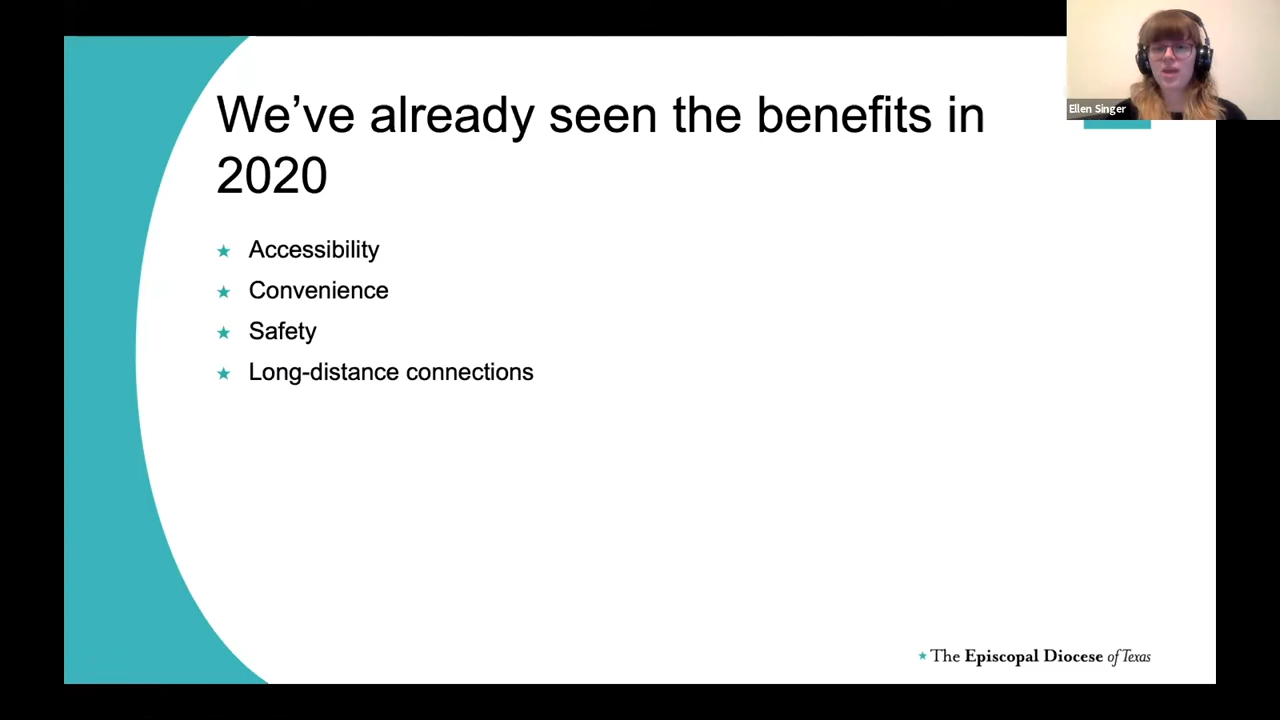 We’ve already seen the benefits in
2020
Accessibility
Convenience
Safety
Long-distance connections
Ellen Singer
The Episcopal Diocese of Texas